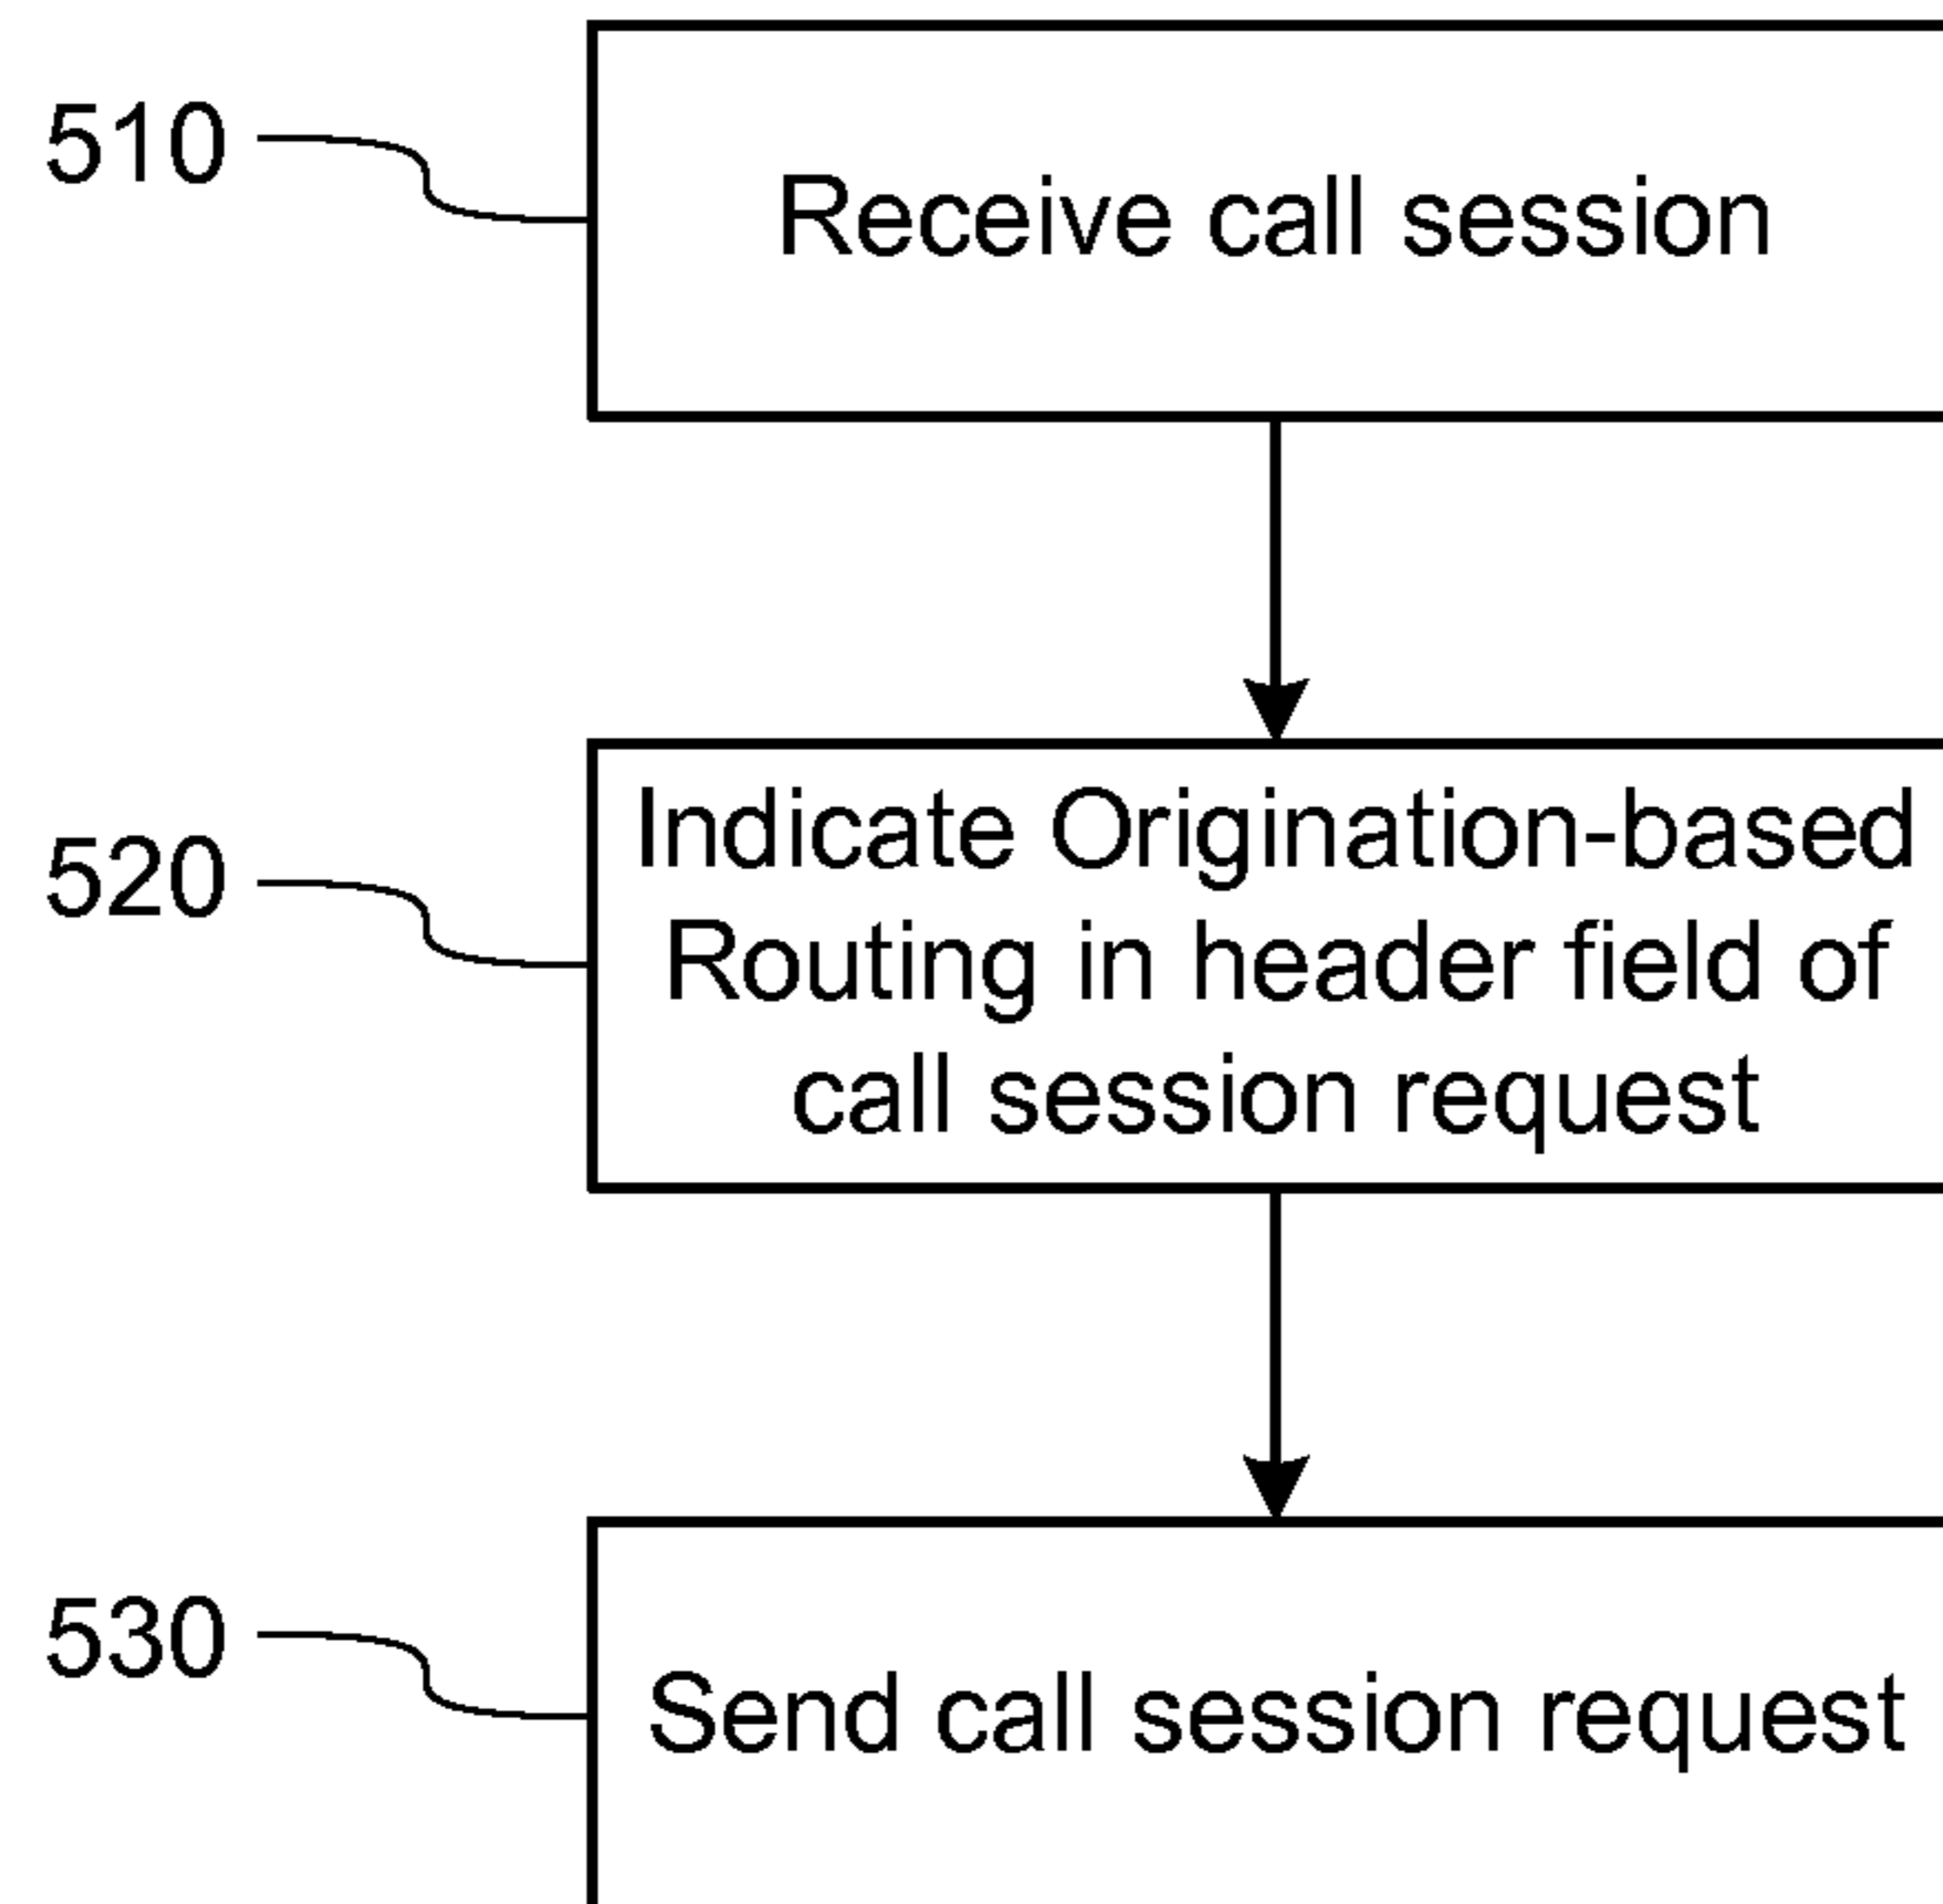 510
Receive call session
520
Indicate Origination-based
Routing in header field of
call session request
530
Send call session request